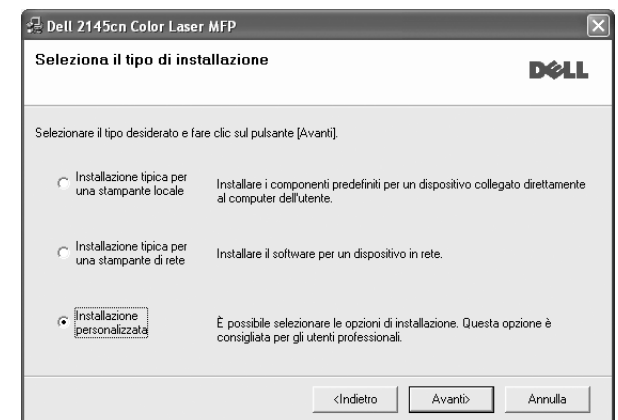 Dell 2145cn Color Laser MFP
Seleziona il tipo di installazione
DELL
Selezionare il tipo desiderato e fare clic sul pulsante [Avanti].
Installazione tipica per
una stampante locale
Installare i componenti predefiniti per un dispositivo collegato direttamente
al computer dell'utente.
Installazione tipica per
una stampante di rete
Installare il software per un dispositivo in rete.
Installazione
personalizzata
È possibile selezionare le opzioni di installazione. Questa opzione è
consigliata per gli utenti professionali.
<Indietro
Avanti>
Annulla